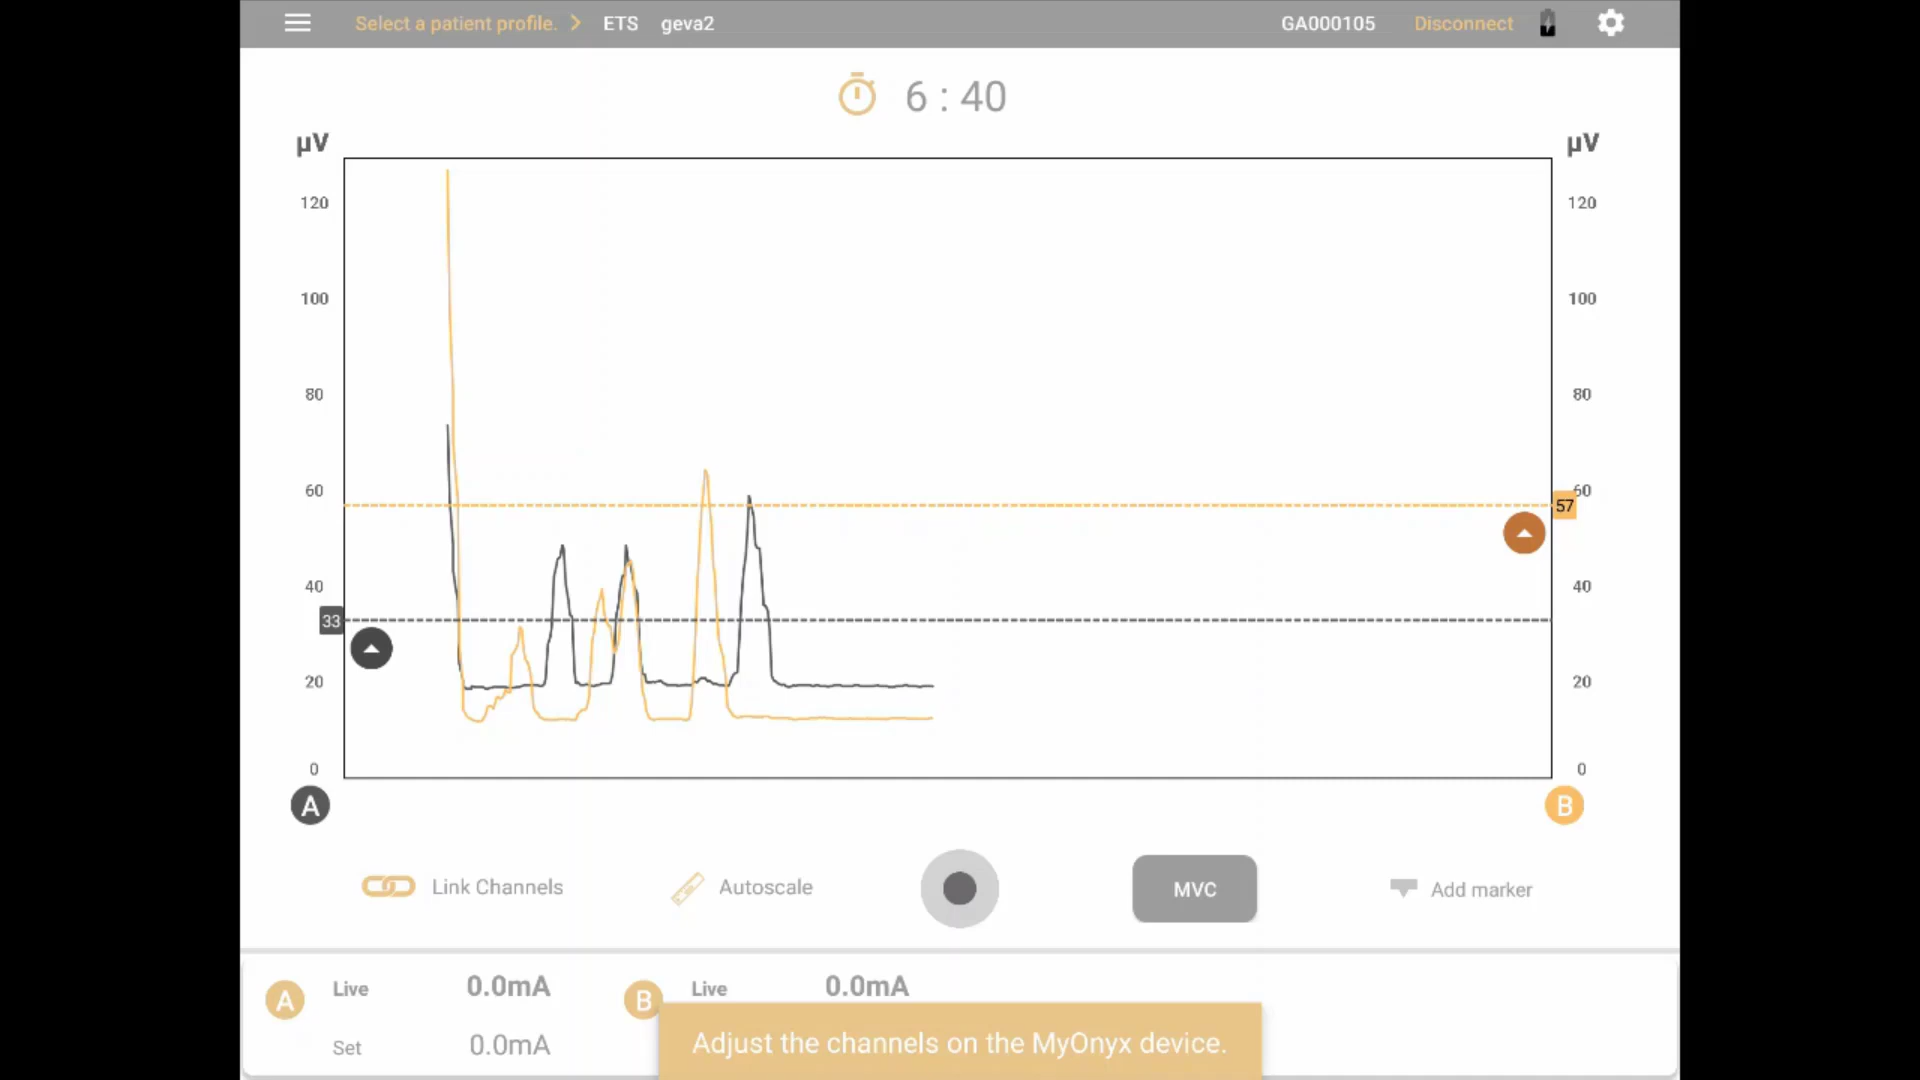 Select a patient profile. > ETS geva2 GA000105 Disconnect
6 : 40
µV µV
120 120
100 100
80 80
60 60
57
40 40
33
20 20
0 0
A B
Link Channels Autoscale MVC Add marker
A Live 0.0mA B Live 0.0mA
Set 0.0mA
Adjust the channels on the MyOnyx device.